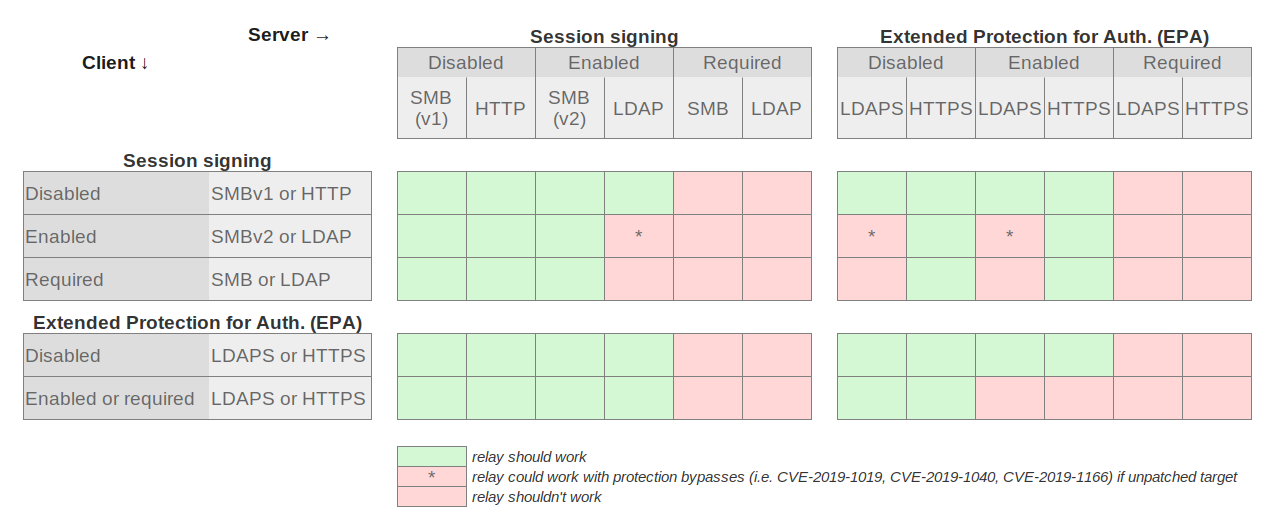 Server →
Client ↓
Session signing
Extended Protection for Auth. (EPA)
Disabled Enabled Required Disabled Enabled Required
SMB (v1) HTTP SMB (v2) LDAP SMB LDAP LDAPS HTTPS LDAPS HTTPS LDAPS HTTPS
Session signing
Disabled SMBv1 or HTTP
Enabled SMBv2 or LDAP * * *
Required SMB or LDAP
Extended Protection for Auth. (EPA)
Disabled LDAPS or HTTPS
Enabled or required LDAPS or HTTPS
relay should work
* relay could work with protection bypasses (i.e. CVE-2019-1019, CVE-2019-1040, CVE-2019-1166) if unpatched target
relay shouldn't work